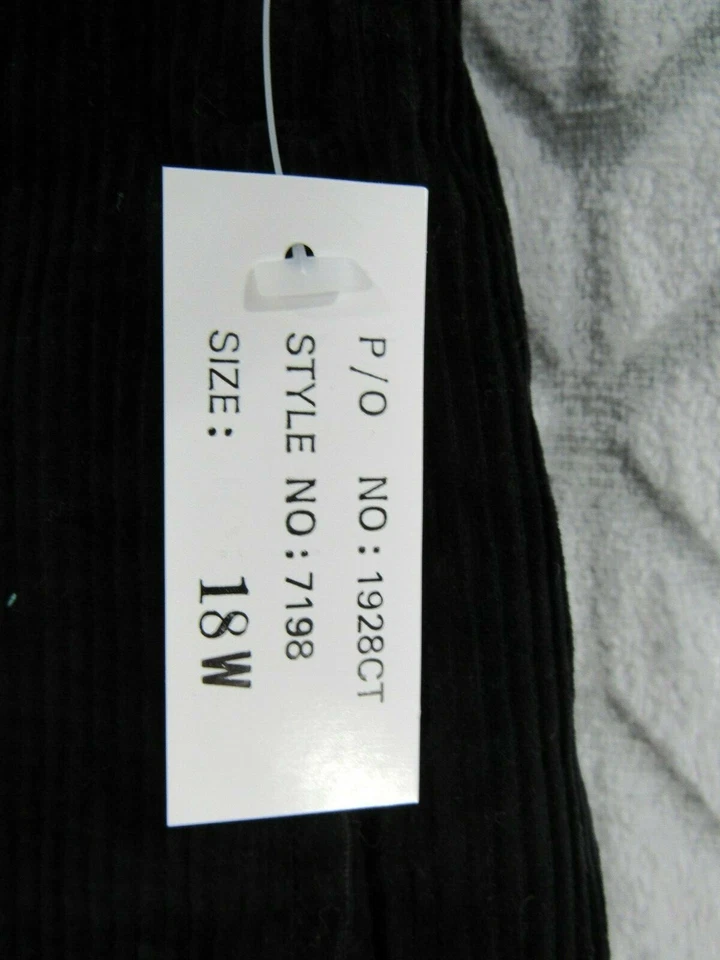 P/O NO: 1928CT
STYLE NO: 7198
SIZE: 18W